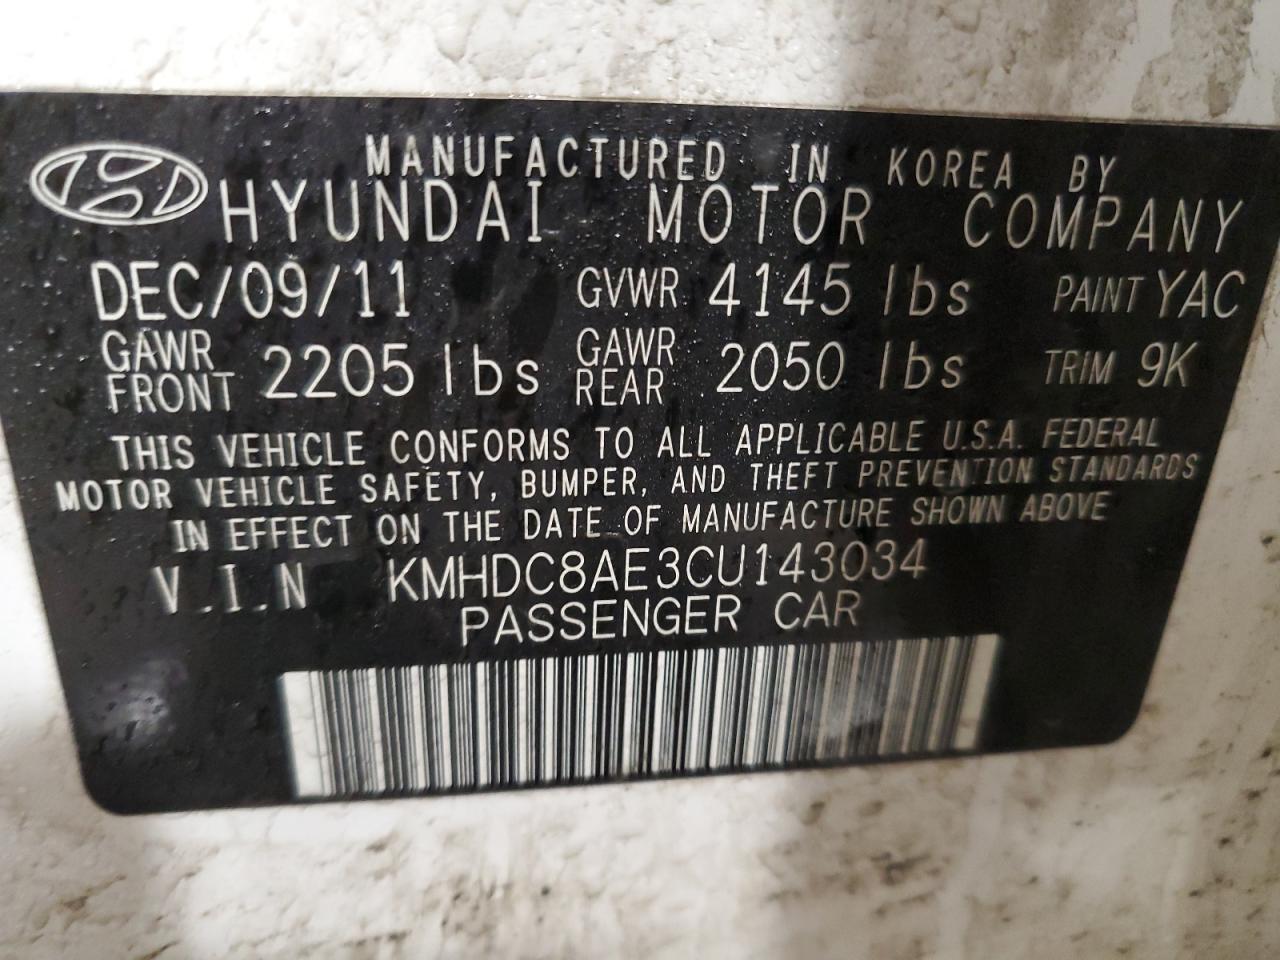 MANUFACTURED IN KOREA BY
HYUNDAI MOTOR COMPANY
DEC/09/11 GVWR 4145 lbs PAINT YAC
GAWR FRONT 2205 lbs GAWR REAR 2050 lbs TRIM 9K
THIS VEHICLE CONFORMS TO ALL APPLICABLE U.S.A. FEDERAL
MOTOR VEHICLE SAFETY, BUMPER, AND THEFT PREVENTION STANDARDS
IN EFFECT ON THE DATE OF MANUFACTURE SHOWN ABOVE
V.I.N KMHDC8AE3CU143034
PASSENGER CAR